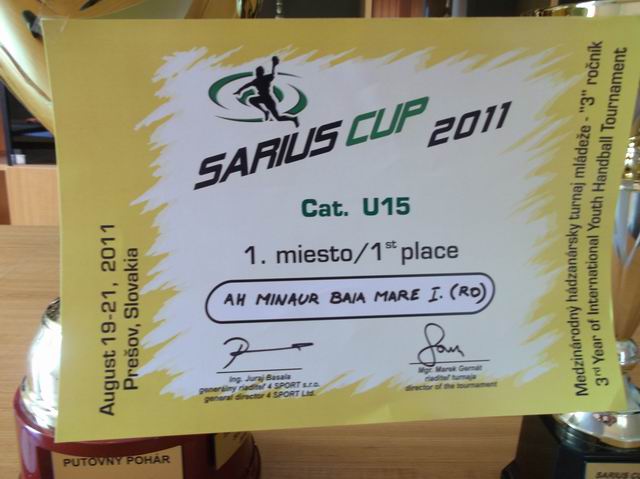 SARIUS CUP 2011
Cat. U15
1. miesto/1st place
AH MINAUR BAIA MARE I. (RO)
Ing. Juraj Basala
generálny riaditeľ 4 SPORT s.r.o.
general director 4 SPORT Ltd.
Mgr. Marek Gernát
riaditeľ turnaja
director of the tournament
August 19-21, 2011
Prešov, Slovakia
Medzinárodný hádzanársky turnaj mládeže - "3" ročník
3rd Year of International Youth Handball Tournament
PUTOVNÝ POHÁR
SARIUS CUP